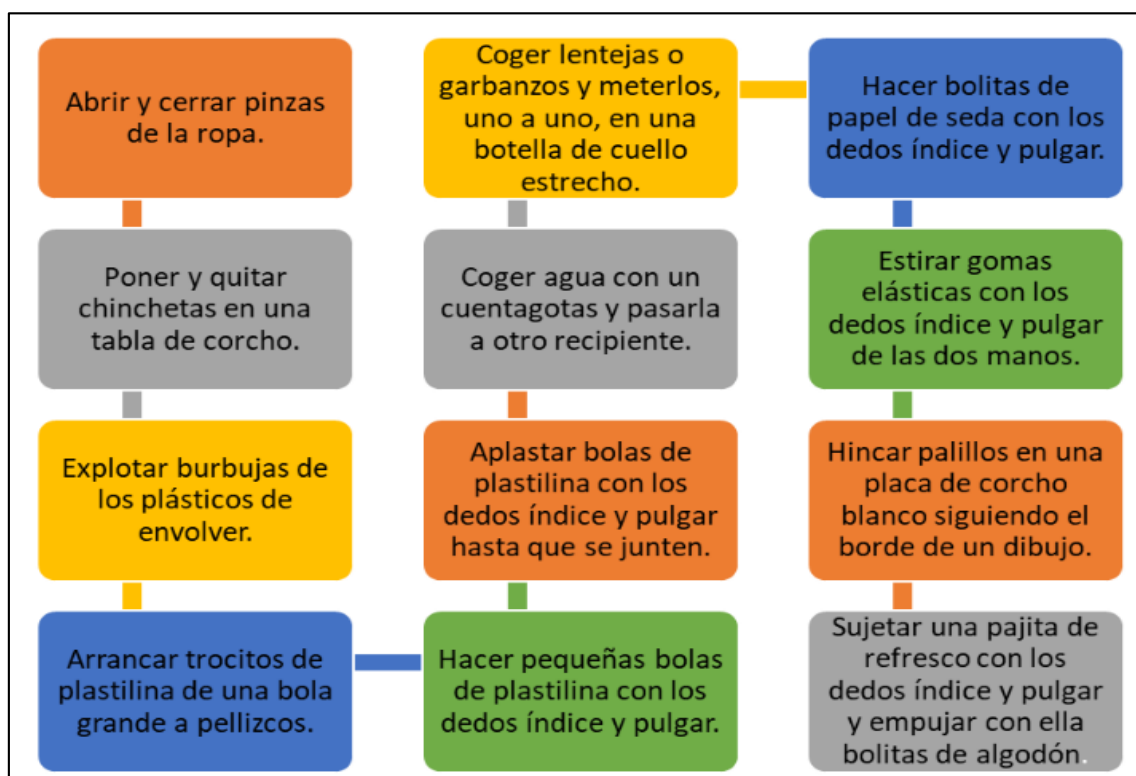 Abrir y cerrar pinzas
de la ropa.
Poner y quitar
chinchetas en una
tabla de corcho.
Explotar burbujas de
los plásticos de
envolver.
Arrancar trocitos de
plastilina de una bola
grande a pellizcos.
Hacer pequeñas bolas
de plastilina con los
dedos índice y pulgar.
Aplastar bolas de
plastilina con los
dedos índice y pulgar
hasta que se junten.
Coger agua con un
cuentagotas y pasarla
a otro recipiente.
Coger lentejas o
garbanzos y meterlos,
uno a uno, en una
botella de cuello
estrecho.
Hacer bolitas de
papel de seda con los
dedos índice y pulgar.
Estirar gomas
elásticas con los
dedos índice y pulgar
de las dos manos.
Hincar palillos en una
placa de corcho
blanco siguiendo el
borde de un dibujo.
Sujetar una pajita de
refresco con los
dedos índice y pulgar
y empujar con ella
bolitas de algodón.